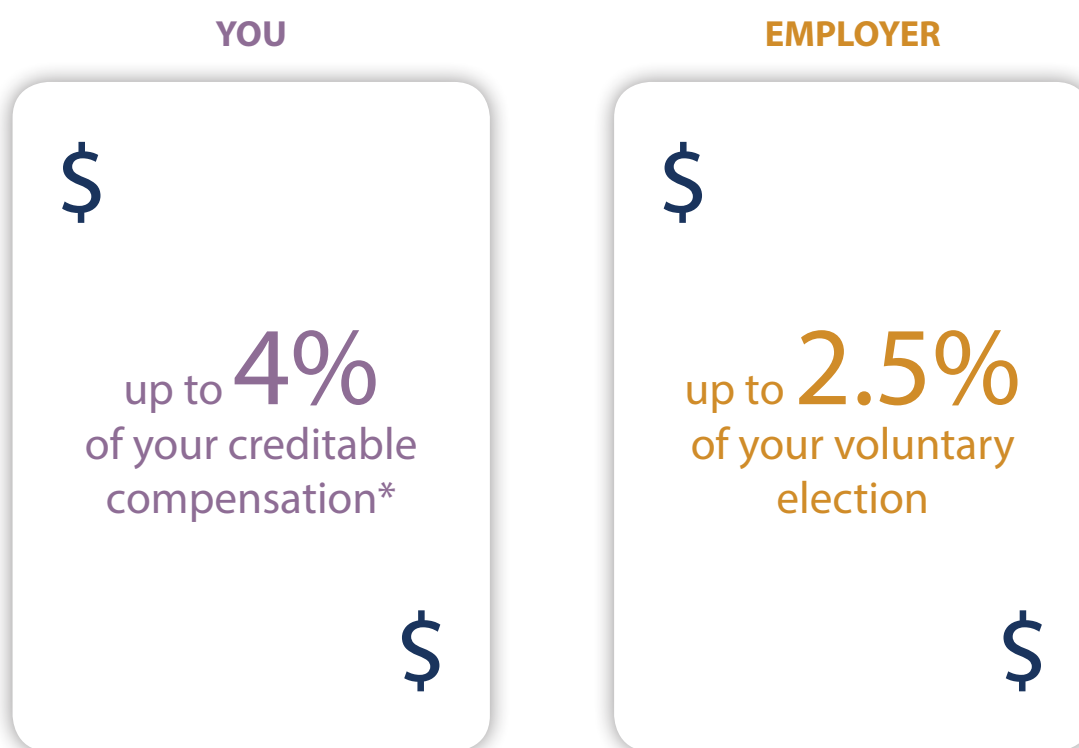 YOU
$
up to 4%
of your creditable
compensation*
$
EMPLOYER
$
up to 2.5%
of your voluntary
election
$